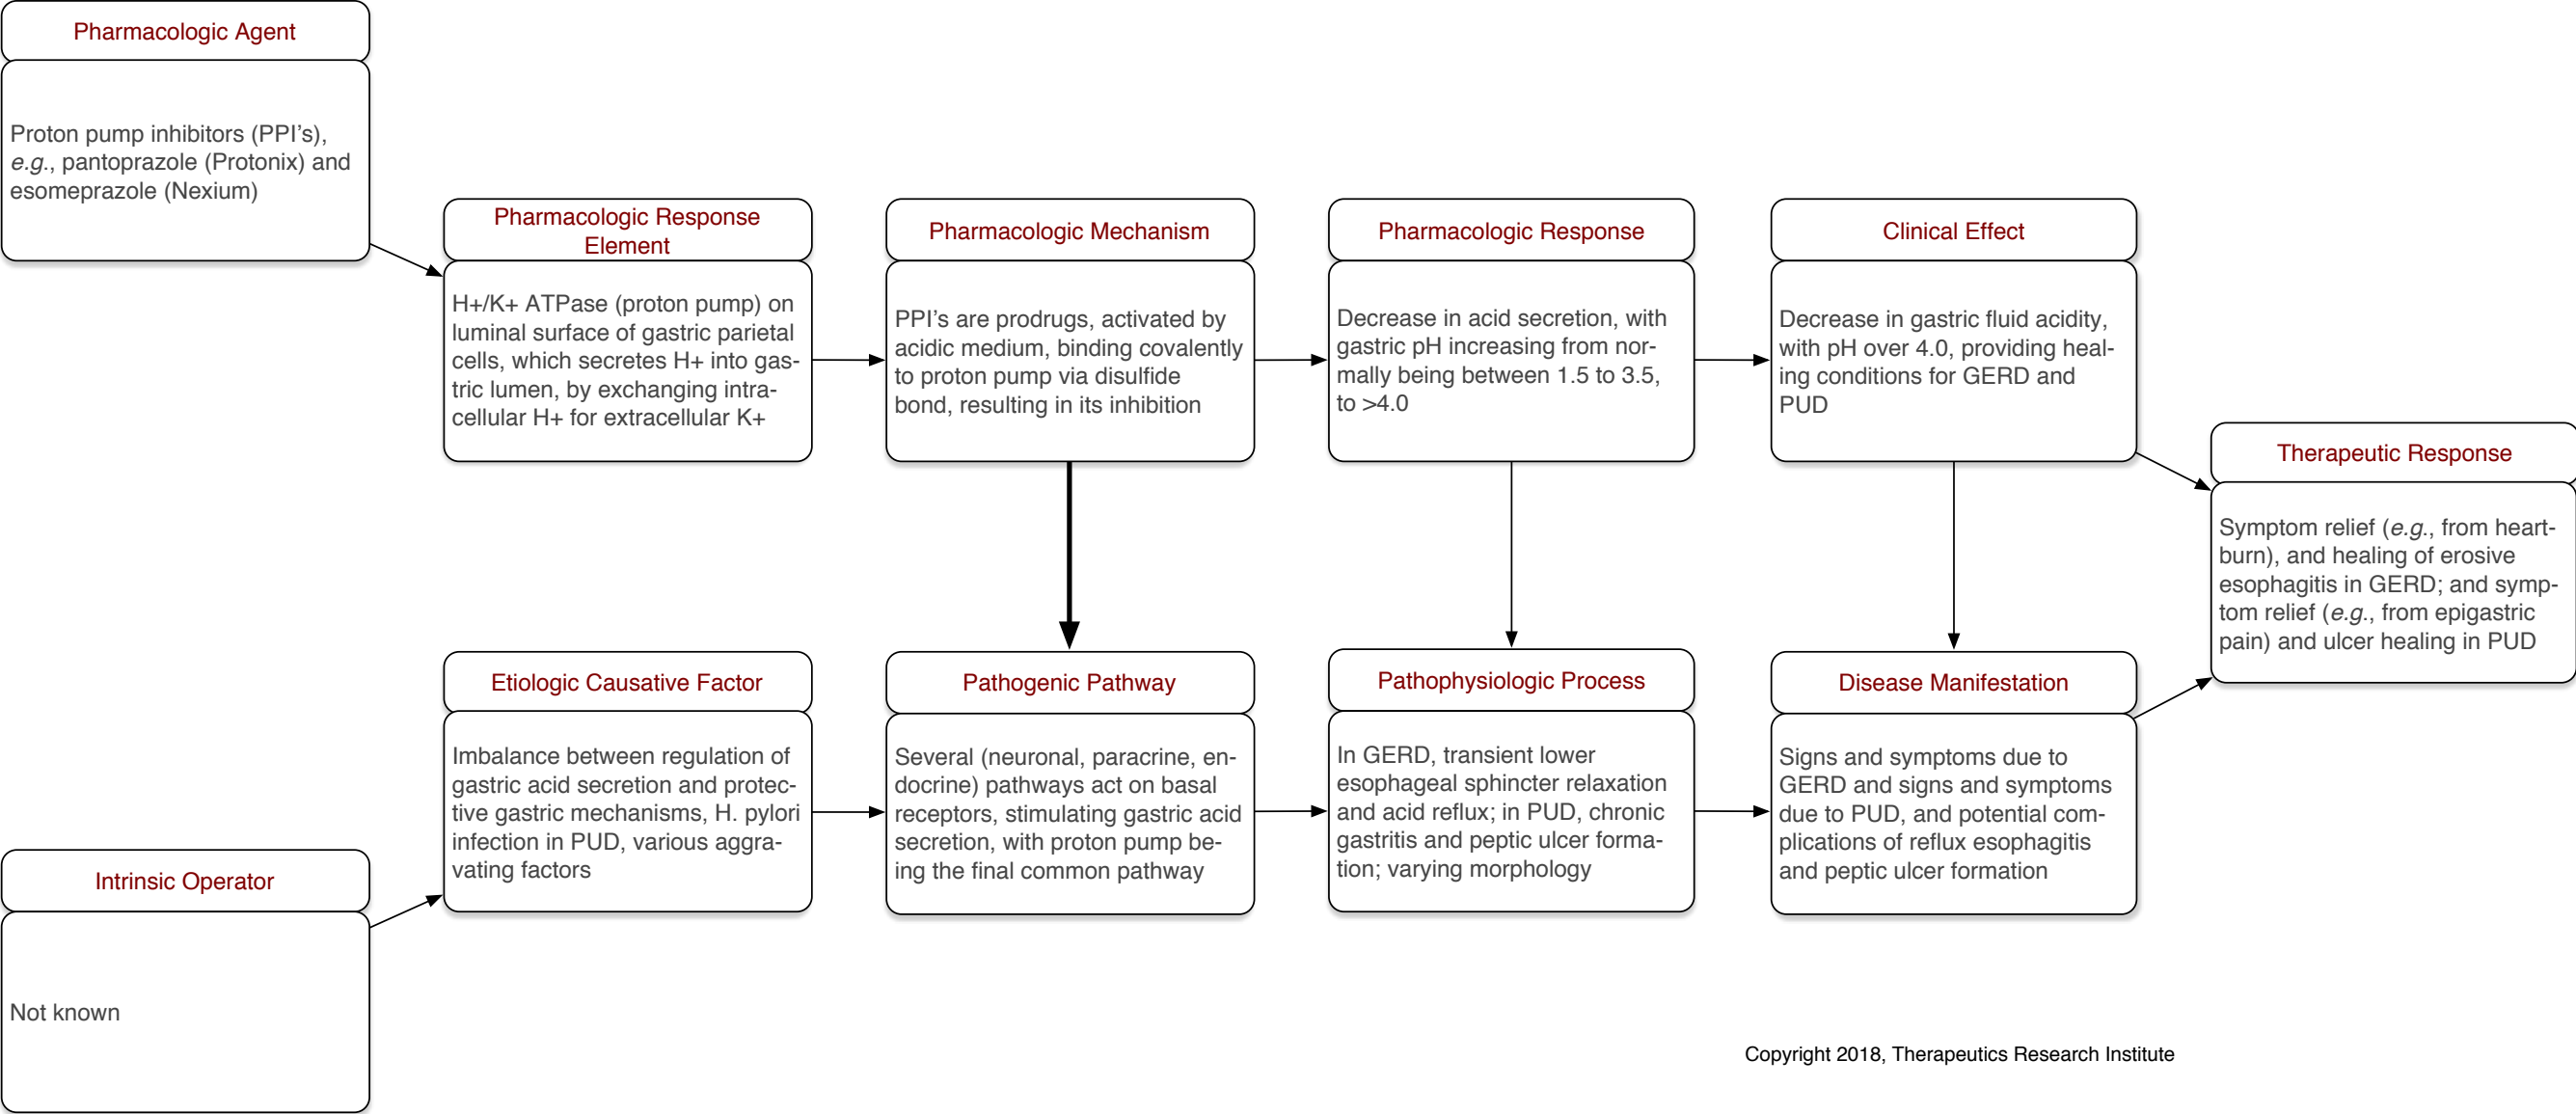 Pharmacologic Agent
Proton pump inhibitors (PPI's),
e.g., pantoprazole (Protonix) and
esomeprazole (Nexium)
Pharmacologic Response
Element
H+/K+ ATPase (proton pump) on
luminal surface of gastric parietal
cells, which secretes H+ into gas-
tric lumen, by exchanging intra-
cellular H+ for extracellular K+
Pharmacologic Mechanism
PPI's are prodrugs, activated by
acidic medium, binding covalently
to proton pump via disulfide
bond, resulting in its inhibition
Pharmacologic Response
Decrease in acid secretion, with
gastric pH increasing from nor-
mally being between 1.5 to 3.5,
to >4.0
Clinical Effect
Decrease in gastric fluid acidity,
with pH over 4.0, providing heal-
ing conditions for GERD and
PUD
Therapeutic Response
Symptom relief (e.g., from heart-
burn), and healing of erosive
esophagitis in GERD; and symp-
tom relief (e.g., from epigastric
pain) and ulcer healing in PUD
Intrinsic Operator
Not known
Etiologic Causative Factor
Imbalance between regulation of
gastric acid secretion and protec-
tive gastric mechanisms, H. pylori
infection in PUD, various aggra-
vating factors
Pathogenic Pathway
Several (neuronal, paracrine, en-
docrine) pathways act on basal
receptors, stimulating gastric acid
secretion, with proton pump be-
ing the final common pathway
Pathophysiologic Process
In GERD, transient lower
esophageal sphincter relaxation
and acid reflux; in PUD, chronic
gastritis and peptic ulcer forma-
tion; varying morphology
Disease Manifestation
Signs and symptoms due to
GERD and signs and symptoms
due to PUD, and potential com-
plications of reflux esophagitis
and peptic ulcer formation
Copyright 2018, Therapeutics Research Institute